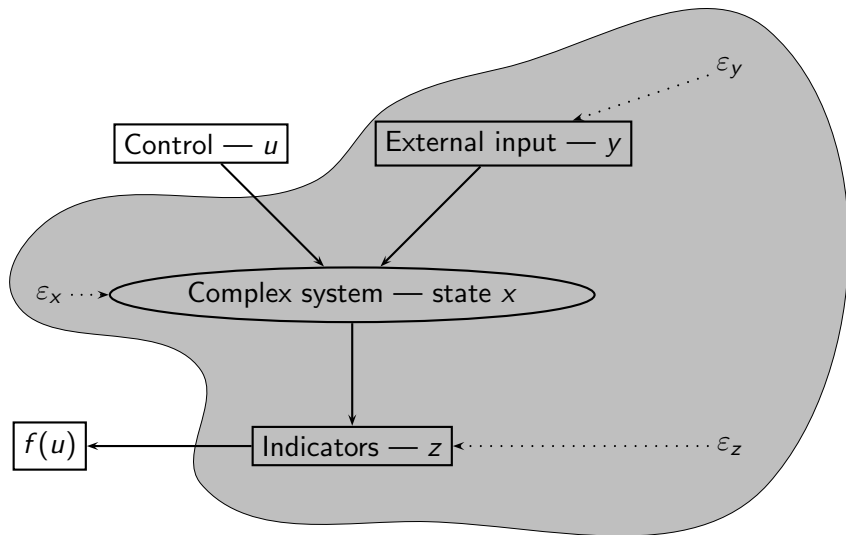 ε_y
Control — u
External input — y
ε_x
Complex system — state x
f(u)
Indicators — z
ε_z